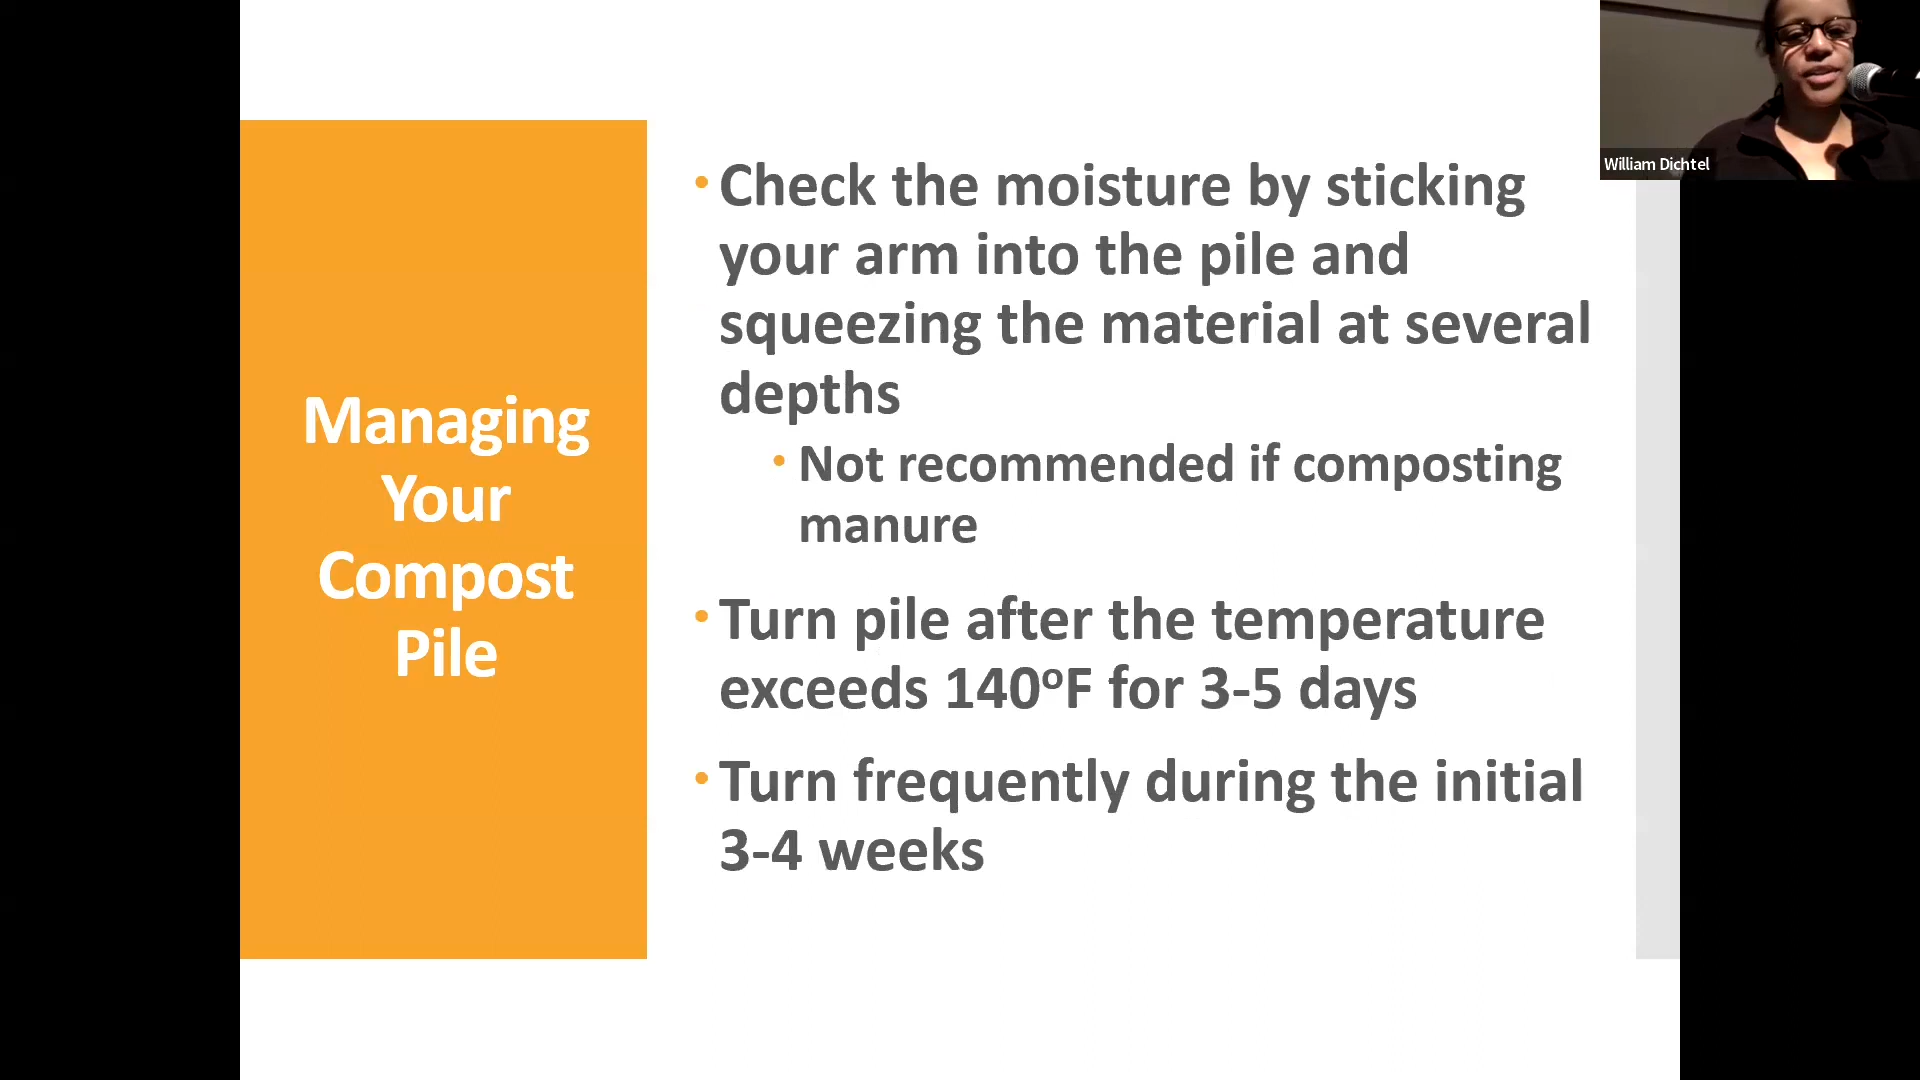 Managing
Your
Compost
Pile
• Check the moisture by sticking
your arm into the pile and
squeezing the material at several
depths
• Not recommended if composting
manure
• Turn pile after the temperature
exceeds 140ºF for 3-5 days
• Turn frequently during the initial
3-4 weeks
William Dichtel